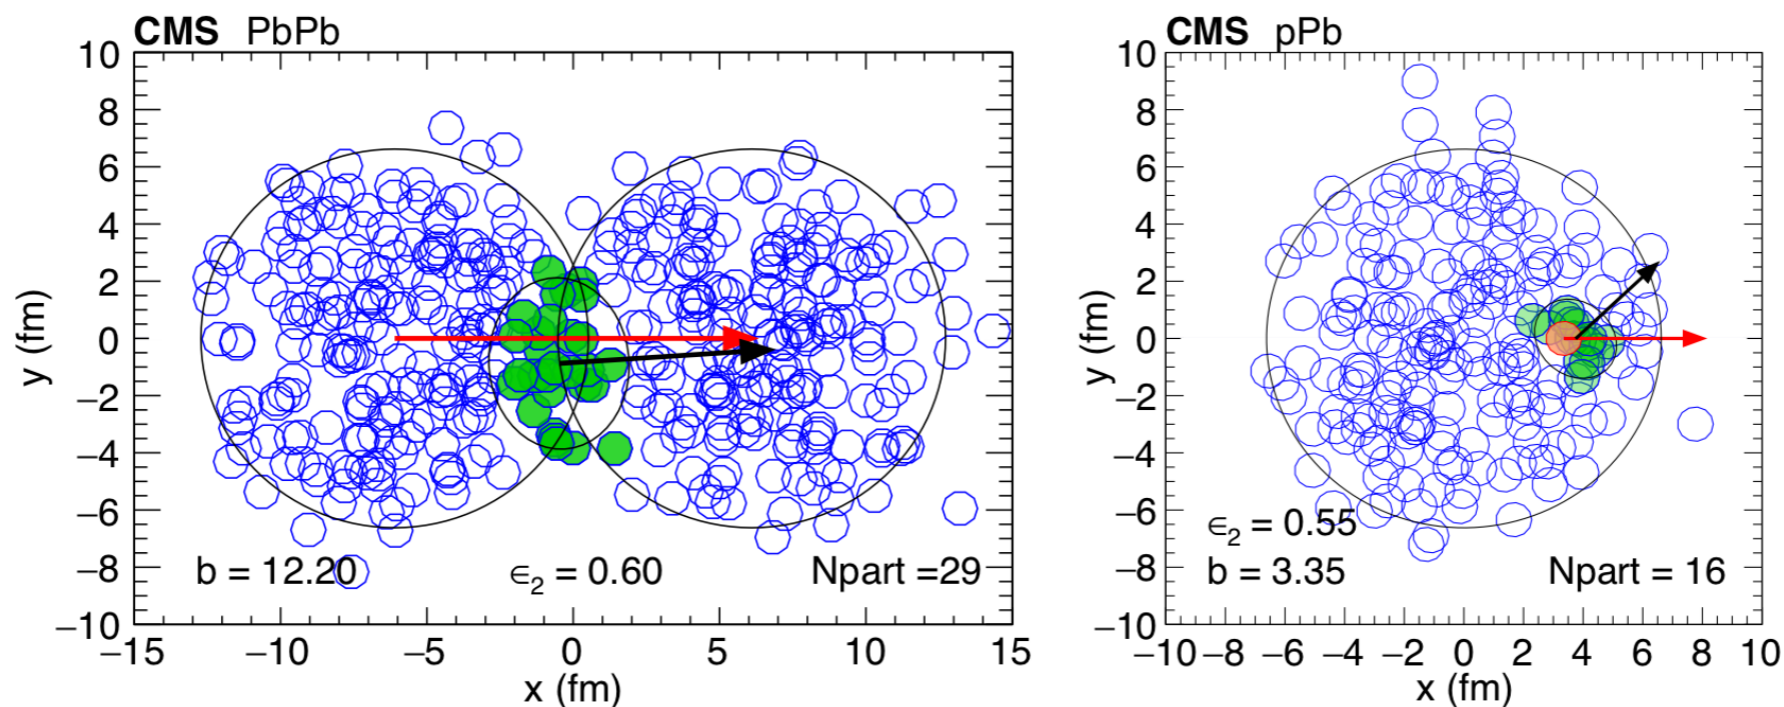 CMS PbPb
10
8
6
4
2
0
−2
−4
−6
−8
−10
y (fm)
b = 12.20
ϵ2 = 0.60
Npart =29
−15 −10 −5 0 5 10 15
x (fm)
CMS pPb
10
8
6
4
2
0
−2
−4
−6
−8
−10
y (fm)
ϵ2 = 0.55
b = 3.35
Npart = 16
−10 −8 −6 −4 −2 0 2 4 6 8 10
x (fm)